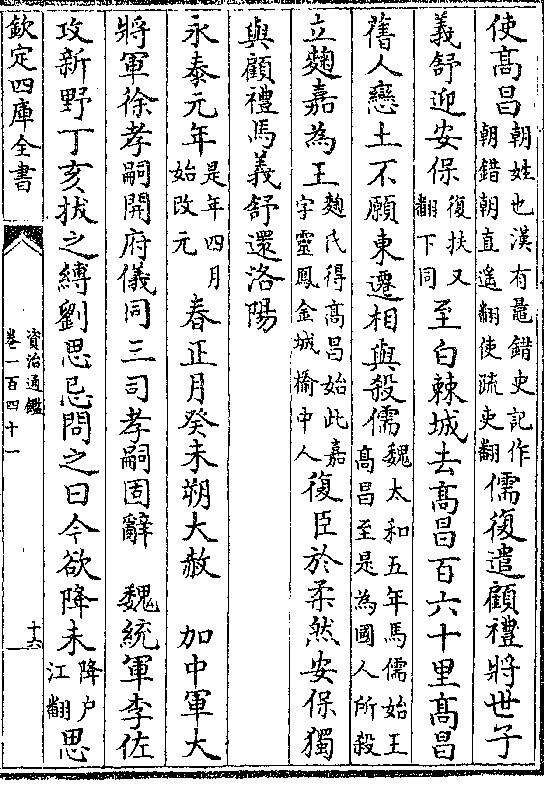 使髙昌朝姓也漢有鼂錯史記作朝錯朝直遙翻使疏吏翻儒復遣顧禮將世子
義舒迎安保復扶又翻下同至白棘城去髙昌百六十里髙昌
舊人戀土不願東遷相與殺儒魏太和五年馬儒始王髙昌至是為國人所殺
立麴嘉為王麴氏得髙昌始此嘉字靈鳳金城榆中人復臣於柔然安保獨
與顧禮馬義舒還洛陽
永泰元年是年四月始改元 春正月癸未朔大赦 加中軍大
將軍徐孝嗣開府儀同三司孝嗣固辭 魏統軍李佐
攻新野丁亥拔之縛劉思忌問之曰今欲降未降户江翻思
欽定四庫全書
資治通鑑
卷一百四十一
十六